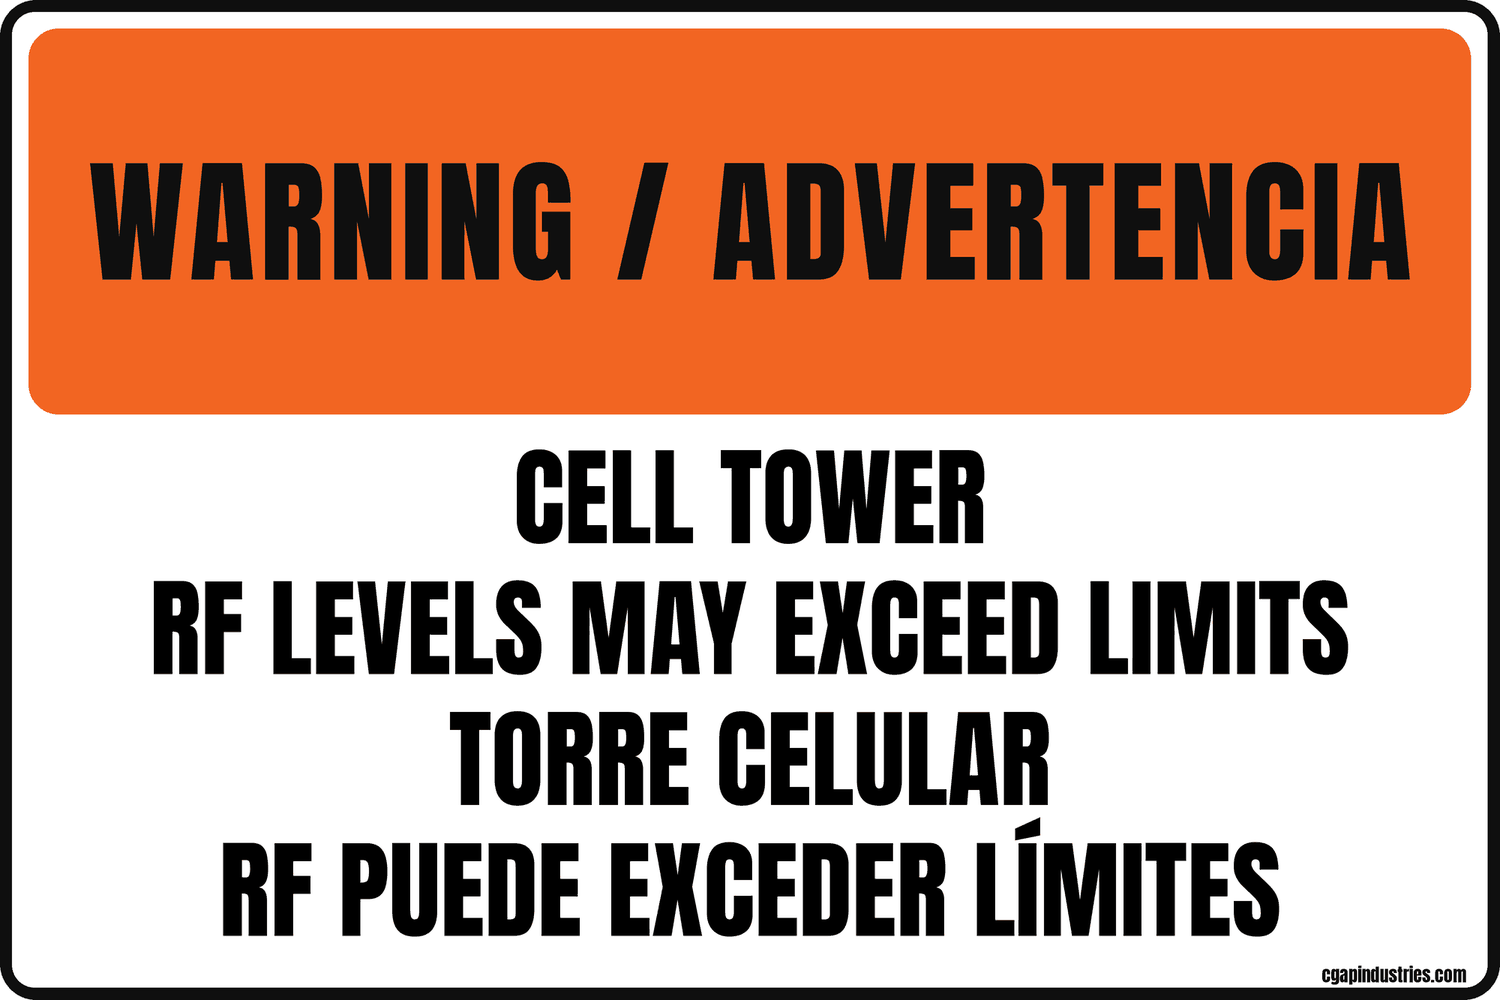 WARNING / ADVERTENCIA
CELL TOWER
RF LEVELS MAY EXCEED LIMITS
TORRE CELULAR
RF PUEDE EXCEDER LÍMITES
cgapindustries.com